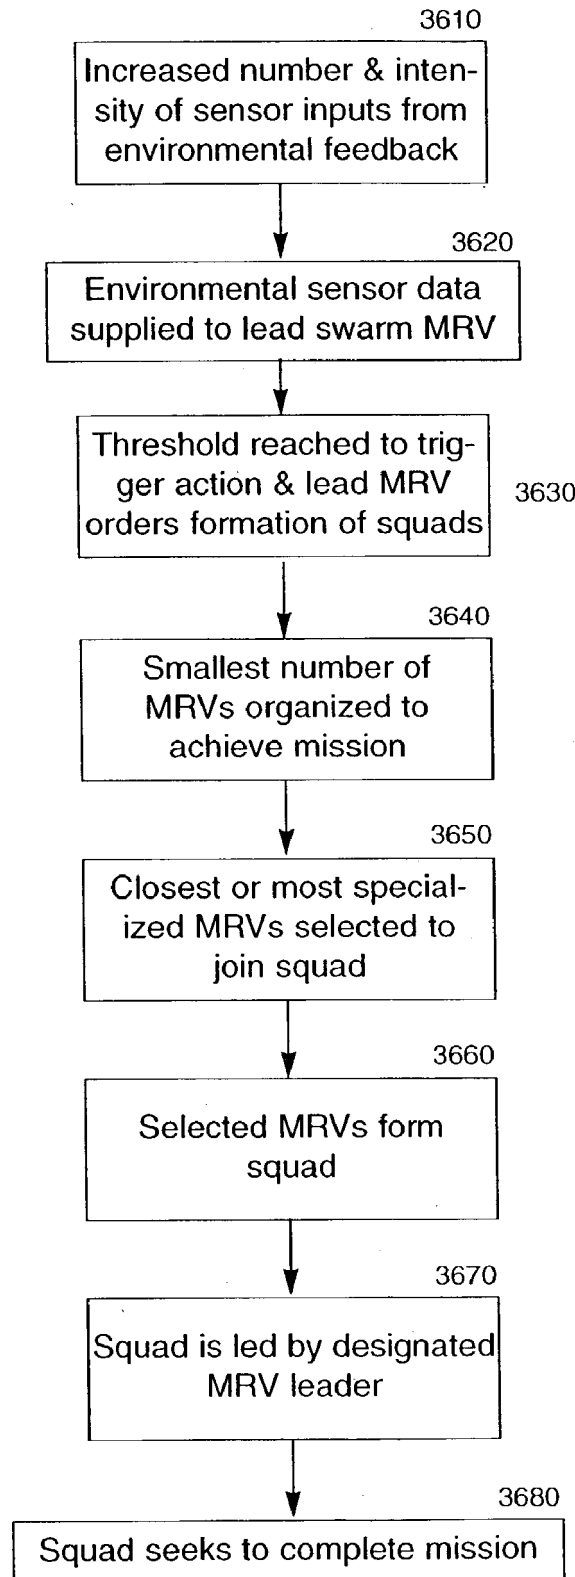 3610
Increased number & inten-
sity of sensor inputs from
environmental feedback
3620
Environmental sensor data
supplied to lead swarm MRV
Threshold reached to trig-
ger action & lead MRV
orders formation of squads
3630
3640
Smallest number of
MRVs organized to
achieve mission
3650
Closest or most special-
ized MRVs selected to
join squad
3660
Selected MRVs form
squad
3670
Squad is led by designated
MRV leader
3680
Squad seeks to complete mission